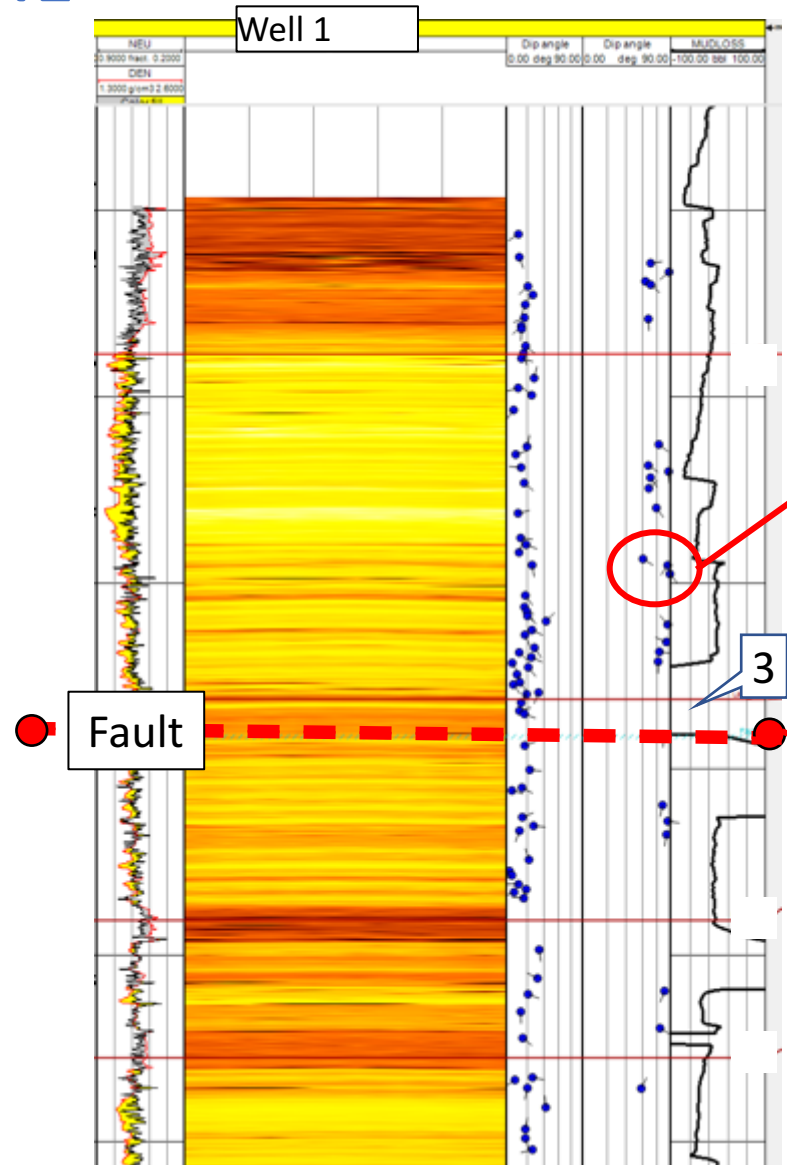 Well 1
NEU
0.9000 fract. 0.2000
DEN
1.3000 g/cm3 2.6000
Dip angle
0.00 deg 90.00
Dip angle
0.00 deg 90.00
MUDLOSS
-100.00 bbl 100.00
3
Fault